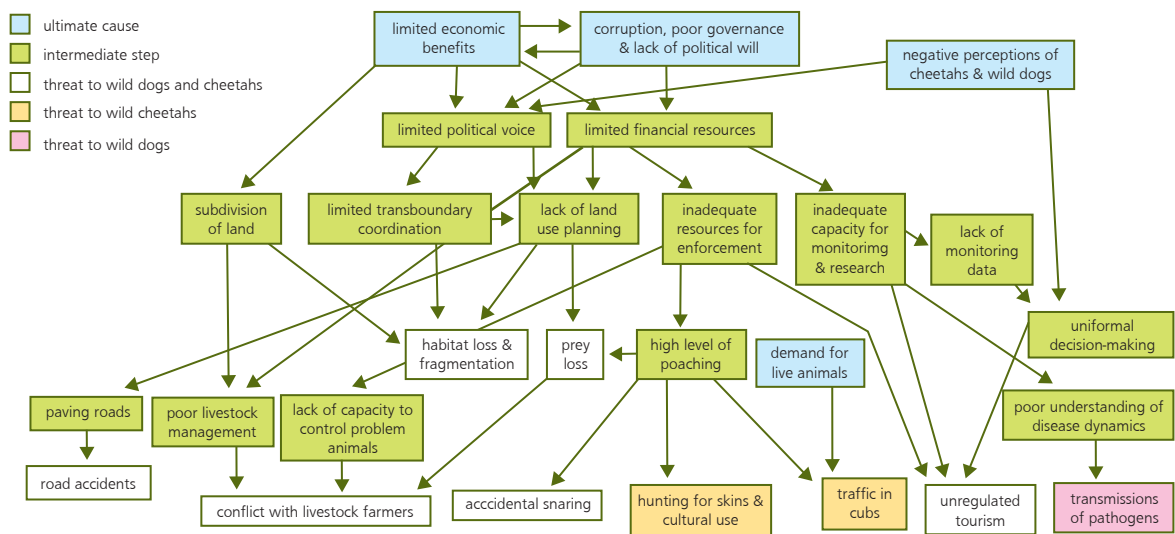 ultimate cause
intermediate step
threat to wild dogs and cheetahs
threat to wild cheetahs
threat to wild dogs
limited economic
benefits
corruption, poor governance
& lack of political will
negative perceptions of
cheetahs & wild dogs
limited political voice
limited financial resources
subdivision
of land
limited transboundary
coordination
lack of land
use planning
inadequate
resources for
enforcement
inadequate
capacity for
monitorimg
& research
lack of
monitoring
data
habitat loss &
fragmentation
prey
loss
high level of
poaching
demand for
live animals
uniformal
decision-making
paving roads
poor livestock
management
lack of capacity to
control problem
animals
poor understanding of
disease dynamics
road accidents
conflict with livestock farmers
acccidental snaring
hunting for skins &
cultural use
traffic in
cubs
unregulated
tourism
transmissions
of pathogens